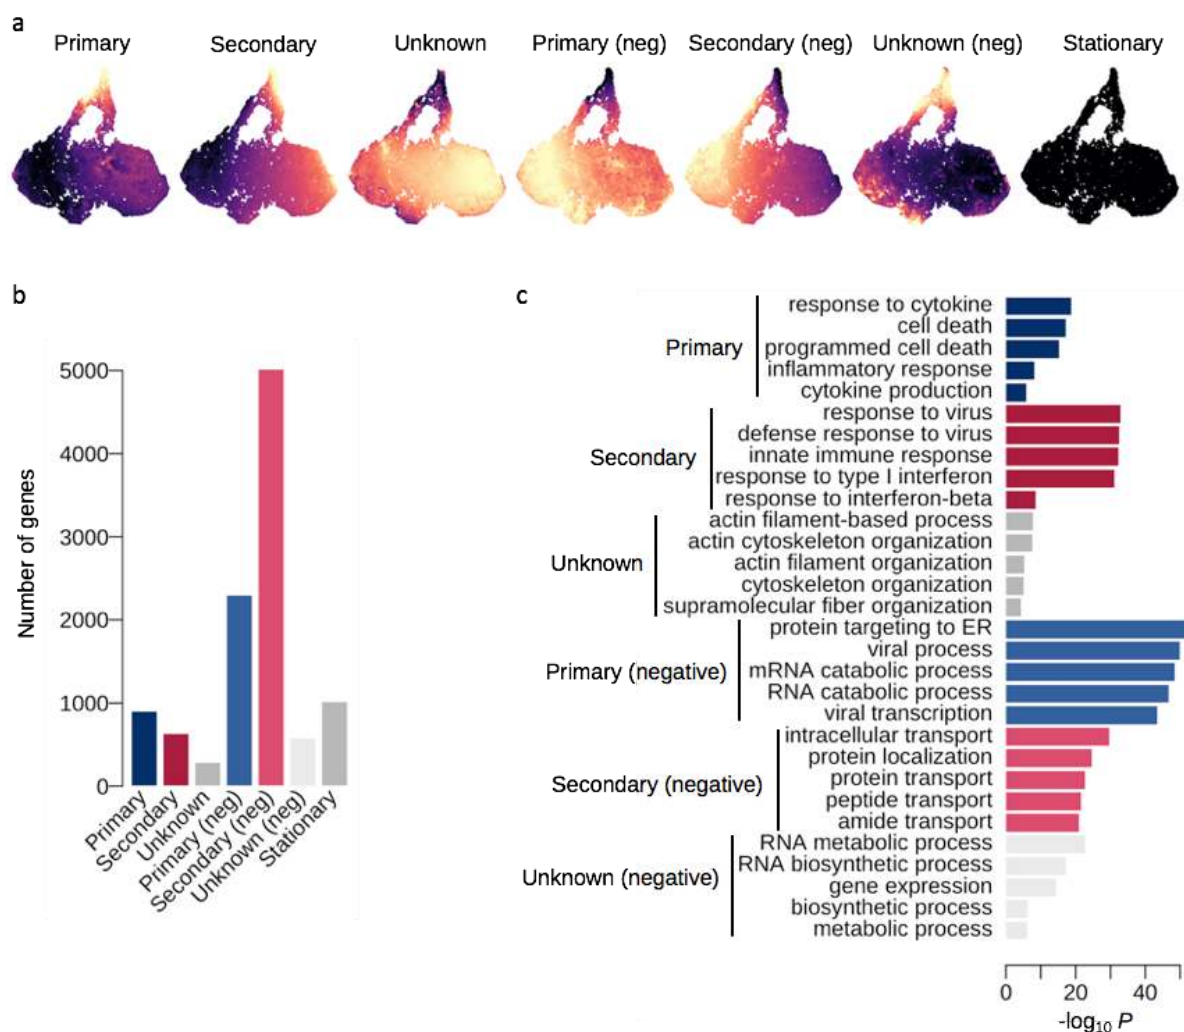 a
Primary
Secondary
Unknown
Primary (neg)
Secondary (neg)
Unknown (neg)
Stationary
b
Number of genes
5000
4000
3000
2000
1000
0
Primary
Secondary
Unknown
Primary (neg)
Secondary (neg)
Unknown (neg)
Stationary
c
Primary
response to cytokine
cell death
programmed cell death
inflammatory response
cytokine production
Secondary
response to virus
defense response to virus
innate immune response
response to type I interferon
response to interferon-beta
Unknown
actin filament-based process
actin cytoskeleton organization
actin filament organization
cytoskeleton organization
supramolecular fiber organization
Primary (negative)
protein targeting to ER
viral process
mRNA catabolic process
RNA catabolic process
viral transcription
Secondary (negative)
intracellular transport
protein localization
protein transport
peptide transport
amide transport
Unknown (negative)
RNA metabolic process
RNA biosynthetic process
gene expression
biosynthetic process
metabolic process
0 20 40
-log₁₀ P